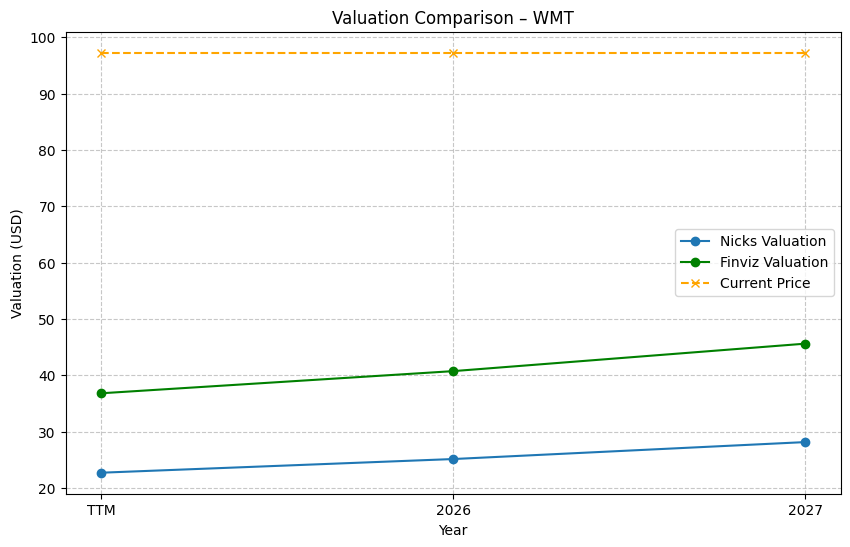 Valuation Comparison – WMT
Valuation (USD)
100
90
80
70
60
50
40
30
20
Nicks Valuation
Finviz Valuation
Current Price
TTM
2026
2027
Year